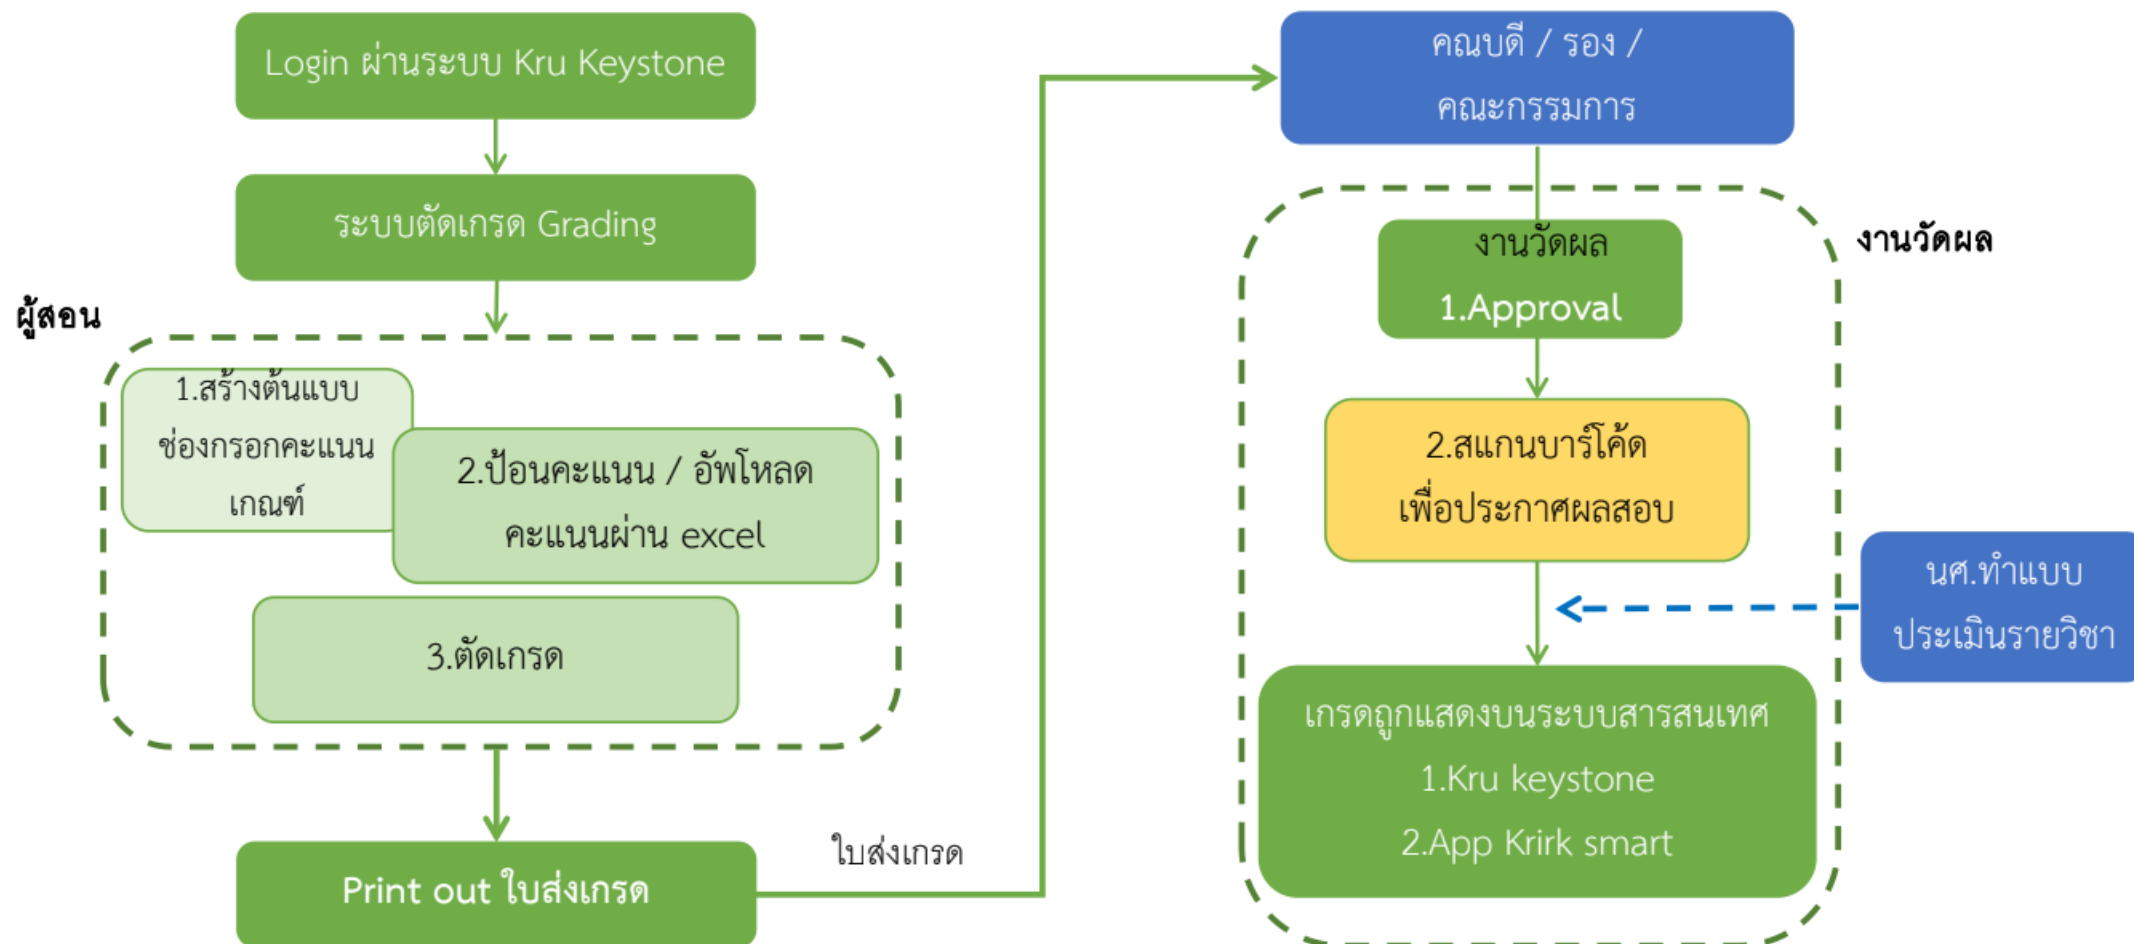 Login ผ่านระบบ Kru Keystone
ระบบตัดเกรด Grading
ผู้สอน
1.สร้างต้นแบบ
ช่องกรอกคะแนน
เกณฑ์
2.ป้อนคะแนน / อัพโหลด
คะแนนผ่าน excel
3.ตัดเกรด
Print out ใบส่งเกรด
ใบส่งเกรด
คณบดี / รอง /
คณะกรรมการ
งานวัดผล
งานวัดผล
1.Approval
2.สแกนบาร์โค้ด
เพื่อประกาศผลสอบ
นศ.ทำแบบ
ประเมินรายวิชา
เกรดถูกแสดงบนระบบสารสนเทศ
1.Kru keystone
2.App Krirk smart